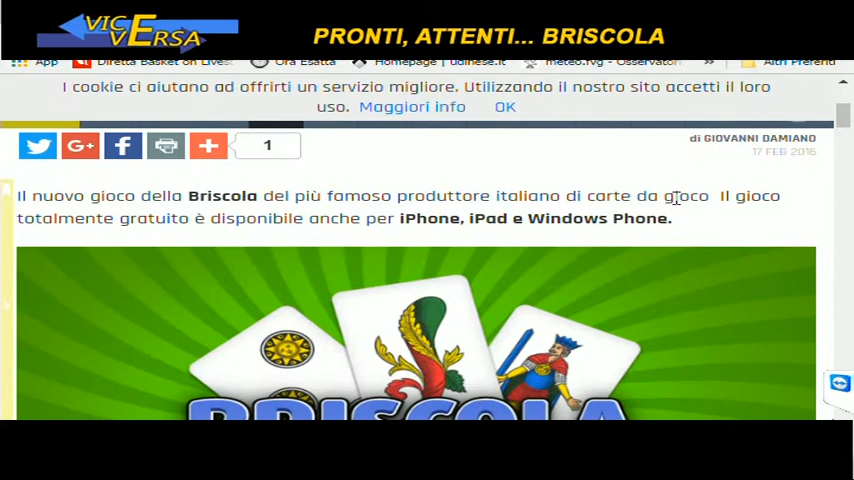 VICEVERSA
PRONTI, ATTENTI... BRISCOLA
App
Diretta Basket on Livest
Ora Esatta
Homepage | udinese.it
meteo.fvg - Osservator
»
Altri Preferiti
I cookie ci aiutano ad offrirti un servizio migliore. Utilizzando il nostro sito accetti il loro
uso. Maggiori info OK
G+
1
di GIOVANNI DAMIANO
17 FEB 2016
Il nuovo gioco della Briscola del più famoso produttore italiano di carte da gioco Il gioco
totalmente gratuito è disponibile anche per iPhone, iPad e Windows Phone.
BRISCOLA